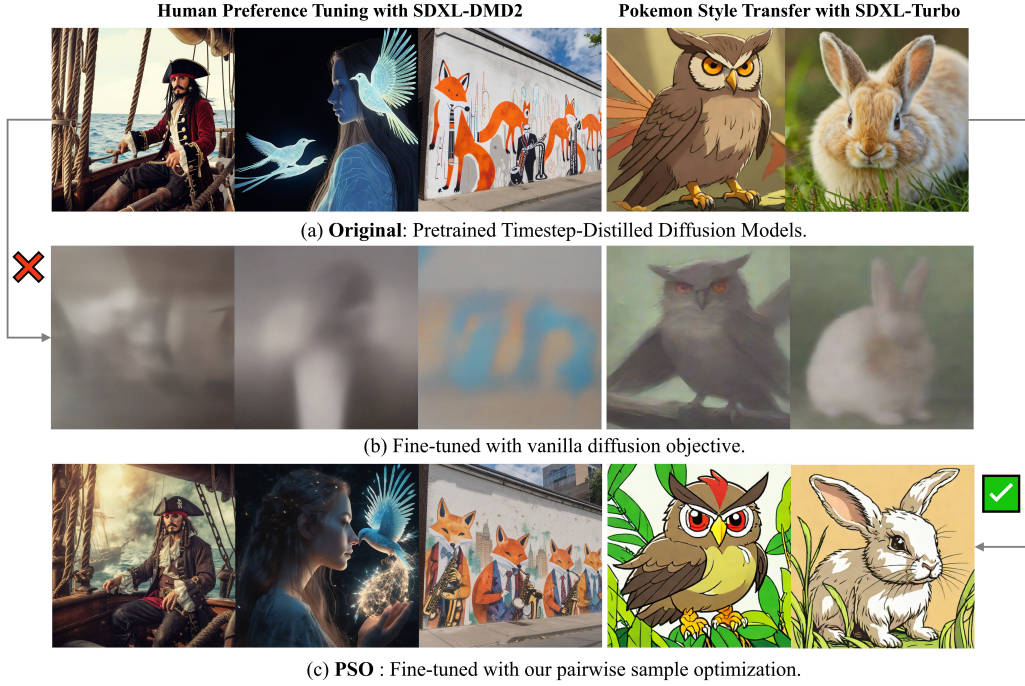 Human Preference Tuning with SDXL-DMD2
Pokemon Style Transfer with SDXL-Turbo
(a) Original: Pretrained Timestep-Distilled Diffusion Models.
(b) Fine-tuned with vanilla diffusion objective.
(c) PSO : Fine-tuned with our pairwise sample optimization.